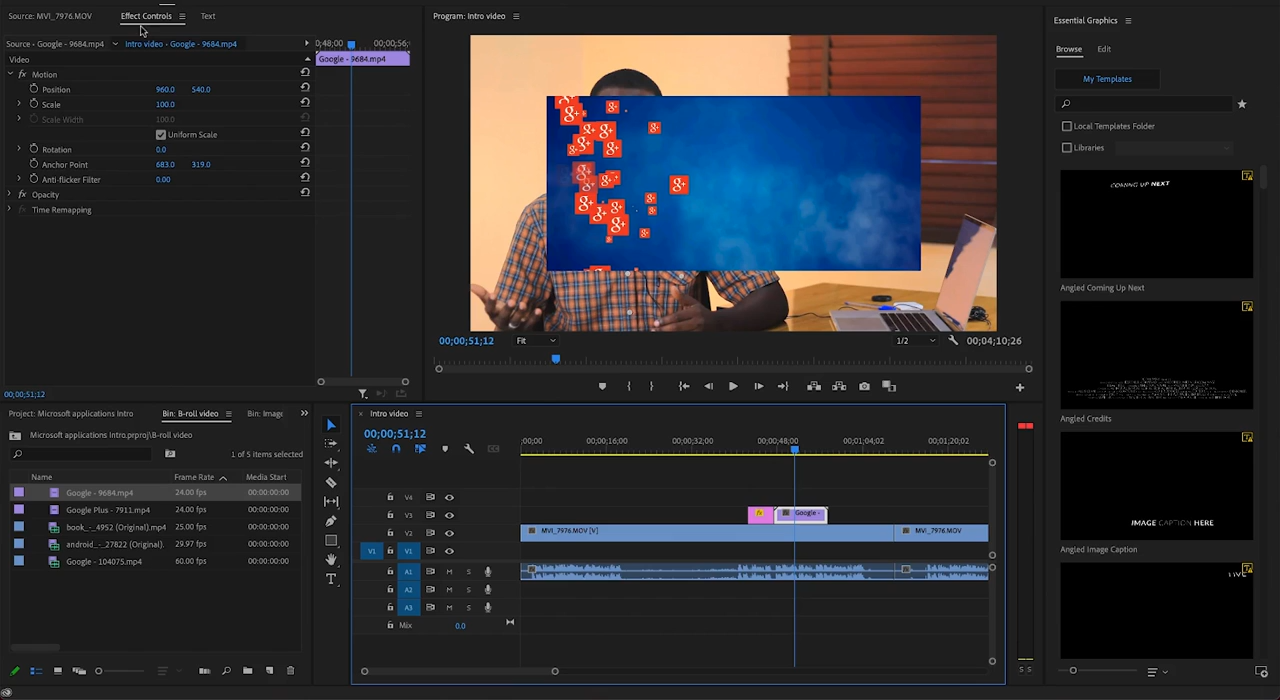 Source: MVI_7976.MOV
Effect Controls
Text
Source - Google - 9684.mp4
Intro video - Google - 9684.mp4
0;48;00
00;00;56;
Video
Google - 9684.mp4
fx Motion
Position 960.0 540.0
Scale 100.0
Scale Width 100.0
Uniform Scale
Rotation 0.0
Anchor Point 683.0 319.0
Anti-flicker Filter 0.00
fx Opacity
Time Remapping
00;00;51;12
Program: Intro video
g+
00;00;51;12
Fit
1/2
00;04;10;26
Essential Graphics
Browse
Edit
My Templates
Local Templates Folder
Libraries
COMING UP NEXT
Angled Coming Up Next
Angled Credits
IMAGE CAPTION HERE
Angled Image Caption
Project: Microsoft applications Intro
Bin: B-roll video
Bin: Image
Microsoft applications Intro.prproj\B-roll video
1 of 5 items selected
Name
Frame Rate
Media Start
Google - 9684.mp4 24.00 fps 00:00:00:00
Google Plus - 7911.mp4 24.00 fps 00:00:00:00
book_-_4952 (Original).mp4 25.00 fps 00:00:00:00
android_-_27822 (Original). 29.97 fps 00:00:00:00
Google - 104075.mp4 60.00 fps 00:00:00:00
Intro video
00;00;51;12
;00;00
00;00;16;00
00;00;32;00
00;00;48;00
00;01;04;02
00;01;20;02
V4
V3
fx
Google -
V2
MVI_7976.MOV [V]
MVI_7976.MOV
V1 V1
A1 M S
A2 M S
A3 M S
Mix 0.0
S S